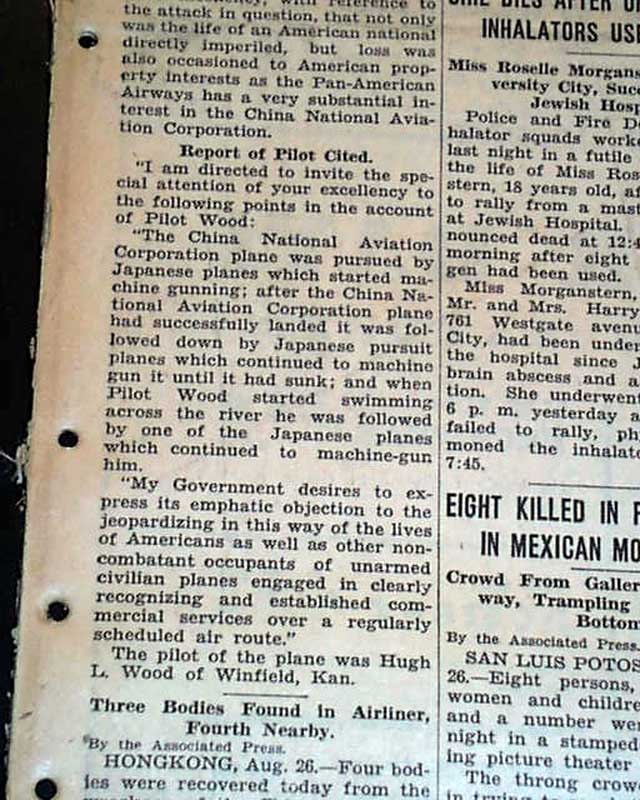 with reference to
the attack in question, that not only
was the life of an American national
directly imperiled, but loss was
also occasioned to American prop-
erty interests as the Pan-American
Airways has a very substantial in-
terest in the China National Avia-
tion Corporation.
Report of Pilot Cited.
"I am directed to invite the spe-
cial attention of your excellency to
the following points in the account
of Pilot Wood:
"The China National Aviation
Corporation plane was pursued by
Japanese planes which started ma-
chine gunning; after the China Na-
tional Aviation Corporation plane
had successfully landed it was fol-
lowed down by Japanese pursuit
planes which continued to machine
gun it until it had sunk; and when
Pilot Wood started swimming
across the river he was followed
by one of the Japanese planes
which continued to machine-gun
him.
"My Government desires to ex-
press its emphatic objection to the
jeopardizing in this way of the lives
of Americans as well as other non-
combatant occupants of unarmed
civilian planes engaged in clearly
recognizing and established com-
mercial services over a regularly
scheduled air route."
The pilot of the plane was Hugh
L. Wood of Winfield, Kan.
Three Bodies Found in Airliner,
Fourth Nearby.
By the Associated Press.
HONGKONG, Aug. 26.—Four bod-
ies were recovered today from the
INHALATORS USE
Miss Roselle Morgans
versity City, Succ
Jewish Hosp
Police and Fire De
halator squads worke
last night in a futile
the life of Miss Ros
stern, 18 years old, af
to rally from a mast
at Jewish Hospital.
nounced dead at 12:4
morning after eight
gen had been used.
Miss Morganstern,
Mr. and Mrs. Harry
761 Westgate avenu
City, had been under
the hospital since J
brain abscess and a
tion. She underwent
6 p. m. yesterday a
failed to rally, ph
moned the inhalato
7:45.
EIGHT KILLED IN
IN MEXICAN MO
Crowd From Galler
way, Trampling
Bottom
By the Associated Press.
SAN LUIS POTOS
26.—Eight persons,
women and childre
and a number wer
night in a stamped
ing picture theater
The throng crow